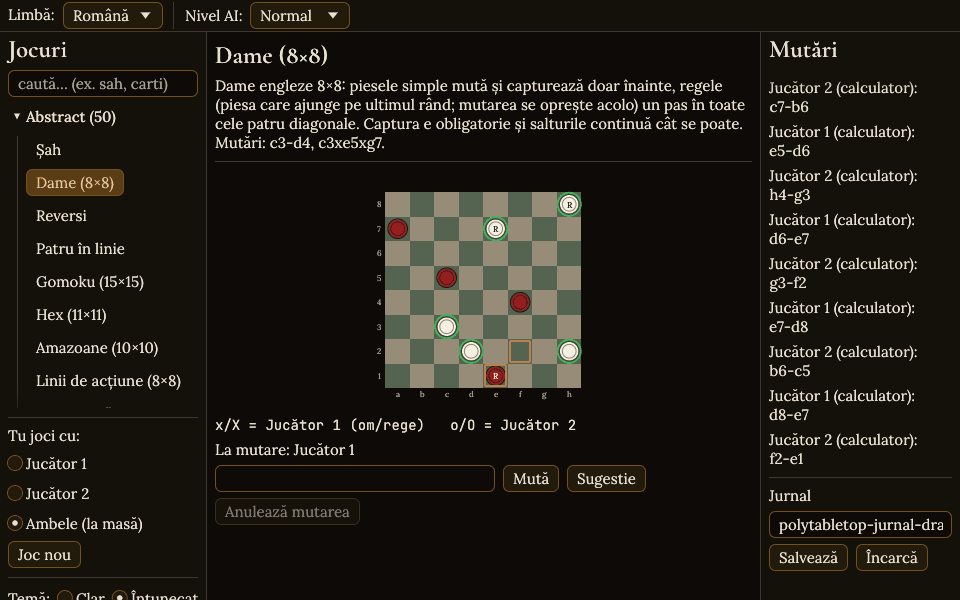 Limbă: Română ▼ Nivel AI: Normal ▼
Jocuri
caută... (ex. sah, carti)
▼ Abstract (50)
Șah
Dame (8×8)
Reversi
Patru în linie
Gomoku (15×15)
Hex (11×11)
Amazoane (10×10)
Linii de acțiune (8×8)
Tu joci cu:
Jucător 1
Jucător 2
Ambele (la masă)
Joc nou
Temă: Clar Întunecat
Dame (8×8)
Dame engleze 8×8: piesele simple mută și capturează doar înainte, regele
(piesa care ajunge pe ultimul rând; mutarea se oprește acolo) un pas în toate
cele patru diagonale. Captura e obligatorie și salturile continuă cât se poate.
Mutări: c3-d4, c3xe5xg7.
8 R
7 R
6
5
4
3
2
1 R
a b c d e f g h
x/X = Jucător 1 (om/rege) o/O = Jucător 2
La mutare: Jucător 1
Mută Sugestie
Anulează mutarea
Mutări
Jucător 2 (calculator):
c7-b6
Jucător 1 (calculator):
e5-d6
Jucător 2 (calculator):
h4-g3
Jucător 1 (calculator):
d6-e7
Jucător 2 (calculator):
g3-f2
Jucător 1 (calculator):
e7-d8
Jucător 2 (calculator):
b6-c5
Jucător 1 (calculator):
d8-e7
Jucător 2 (calculator):
f2-e1
Jurnal
polytabletop-jurnal-dra
Salvează Încarcă